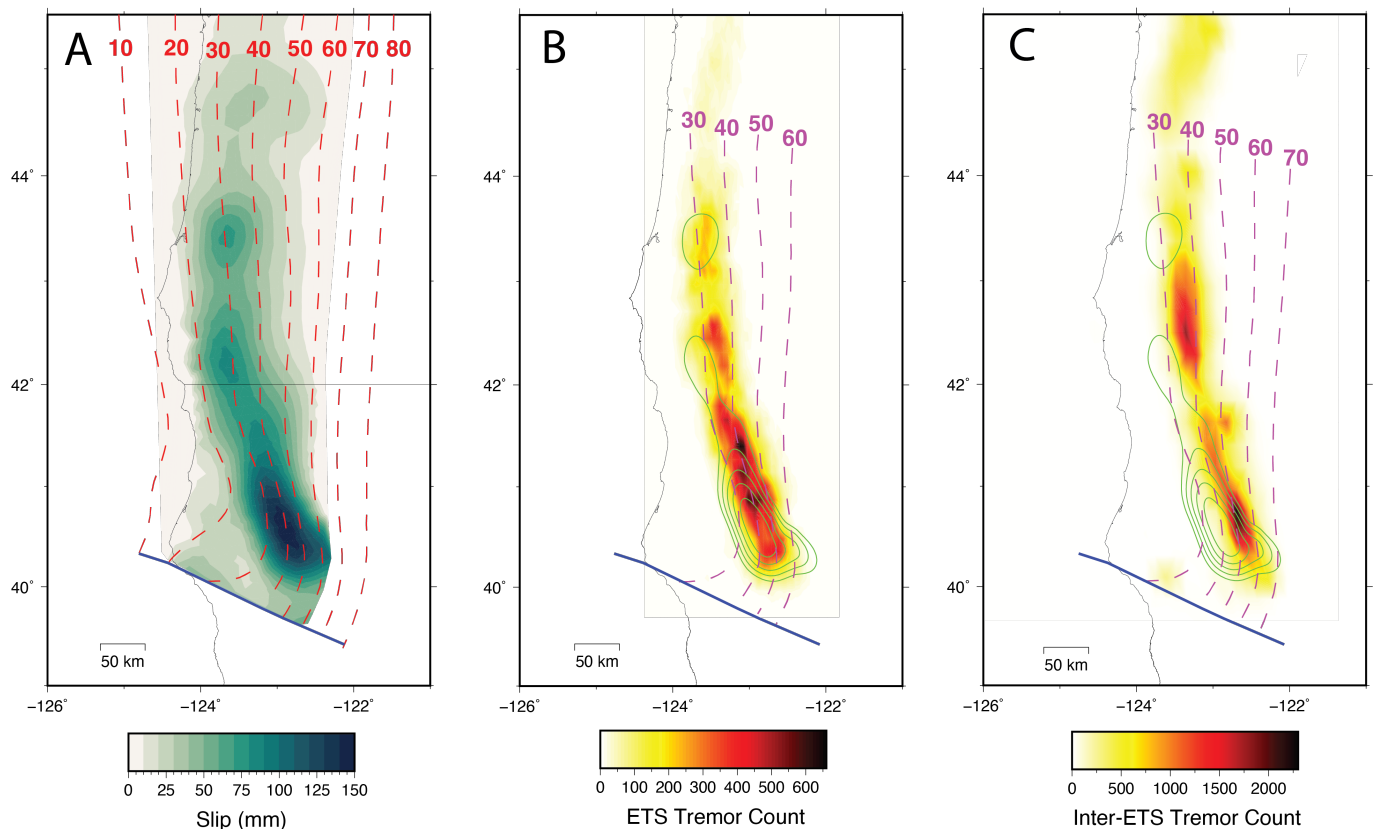 A
10 20 30 40 50 60 70 80
44°
42°
40°
50 km
−126° −124° −122°
0 25 50 75 100 125 150
Slip (mm)
B
30 40 50 60
44°
42°
40°
50 km
−126° −124° −122°
0 100 200 300 400 500 600
ETS Tremor Count
C
30 40 50 60 70
44°
42°
40°
50 km
−126° −124° −122°
0 500 1000 1500 2000
Inter-ETS Tremor Count